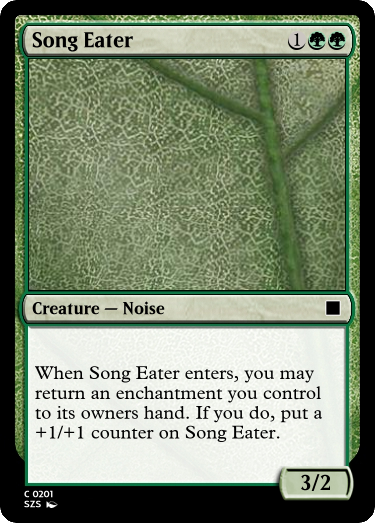 Song Eater 1
Creature — Noise
When Song Eater enters, you may
return an enchantment you control
to its owners hand. If you do, put a
+1/+1 counter on Song Eater.
3/2
C 0201
SZS